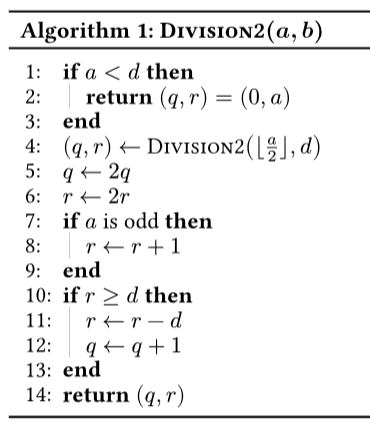 Algorithm 1: DIVISION2(a, b)
1: if a < d then
2: return (q, r) = (0, a)
3: end
4: (q, r) ← DIVISION2(⌊a/2⌋, d)
5: q ← 2q
6: r ← 2r
7: if a is odd then
8: r ← r + 1
9: end
10: if r ≥ d then
11: r ← r − d
12: q ← q + 1
13: end
14: return (q, r)